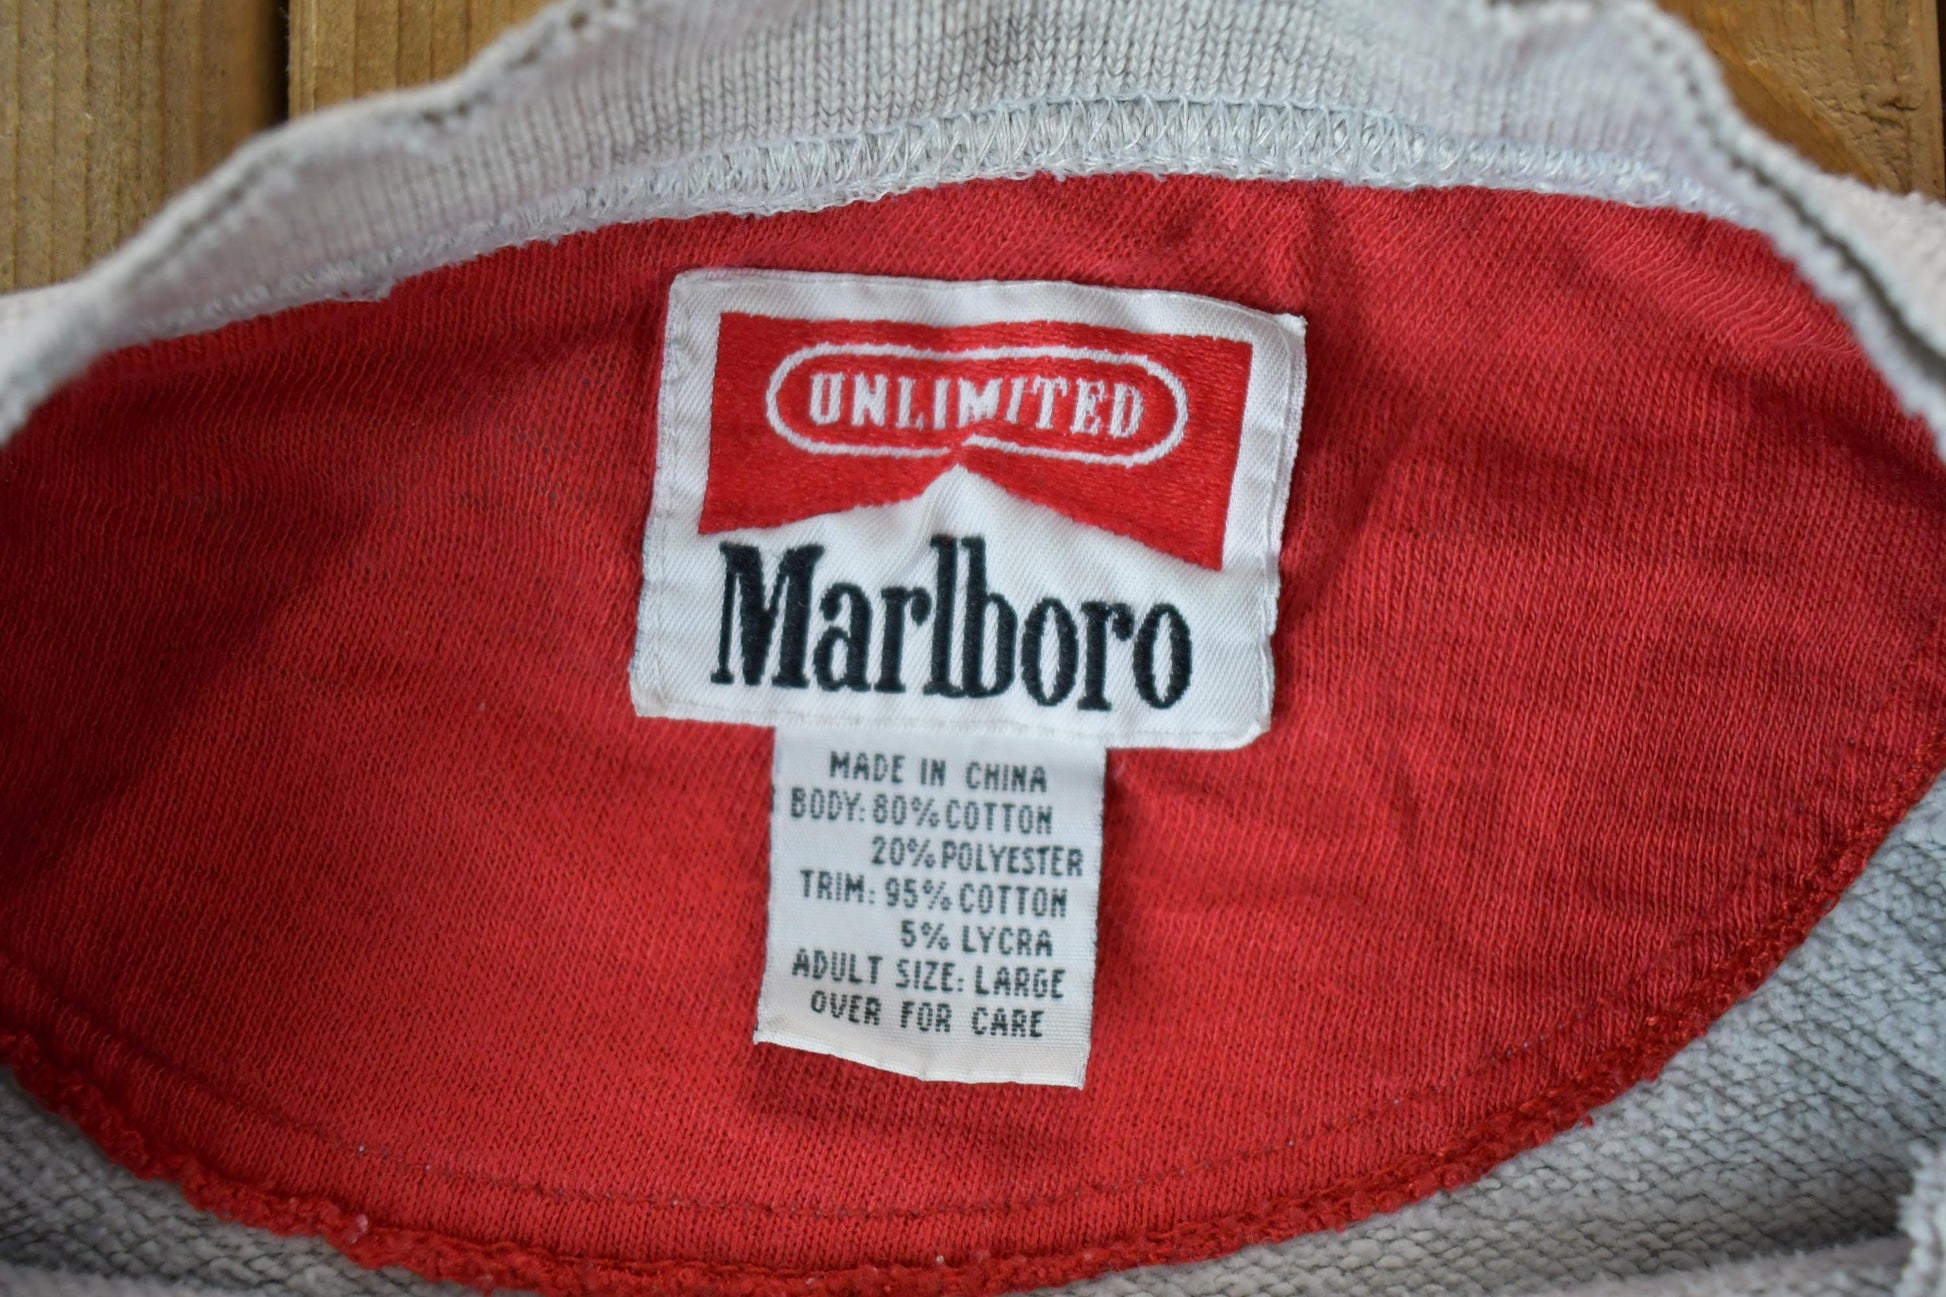 UNLIMITED
Marlboro
MADE IN CHINA
BODY: 80% COTTON
20% POLYESTER
TRIM: 95% COTTON
5% LYCRA
ADULT SIZE: LARGE
OVER FOR CARE